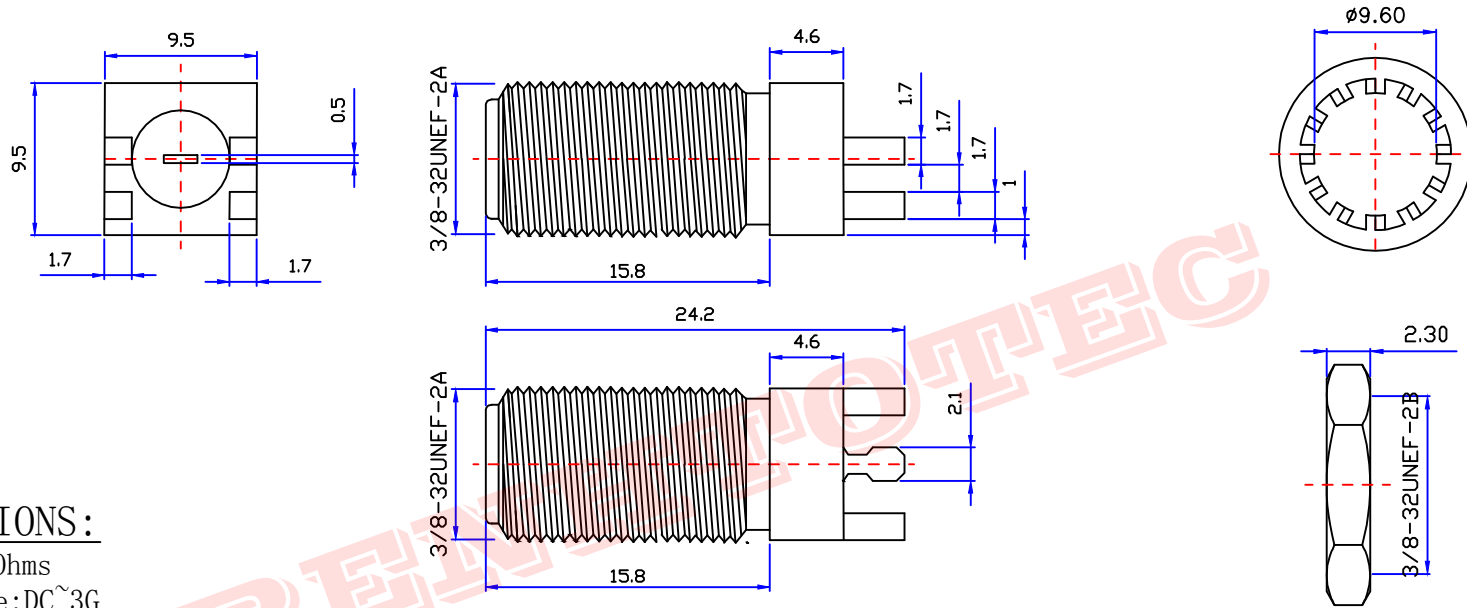 9.5
9.5
0.5
1.7
1.7
3/8-32UNEF-2A
4.6
1.7
1.7
1.7
1
15.8
ø9.60
24.2
4.6
3/8-32UNEF-2A
2.1
15.8
2.30
3/8-32UNEF-2B
IONS:
Ohms
e:DC~3G
RENHOTEC